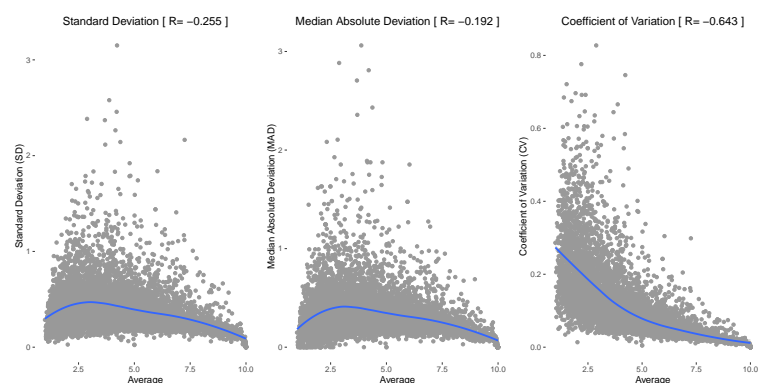 Standard Deviation [ R= −0.255 ]
3
2
1
0
2.5 5.0 7.5 10.0
Average
Standard Deviation (SD)
Median Absolute Deviation [ R= −0.192 ]
3
2
1
0
2.5 5.0 7.5 10.0
Average
Median Absolute Deviation (MAD)
Coefficient of Variation [ R= −0.643 ]
0.8
0.6
0.4
0.2
0.0
2.5 5.0 7.5 10.0
Average
Coefficient of Variation (CV)